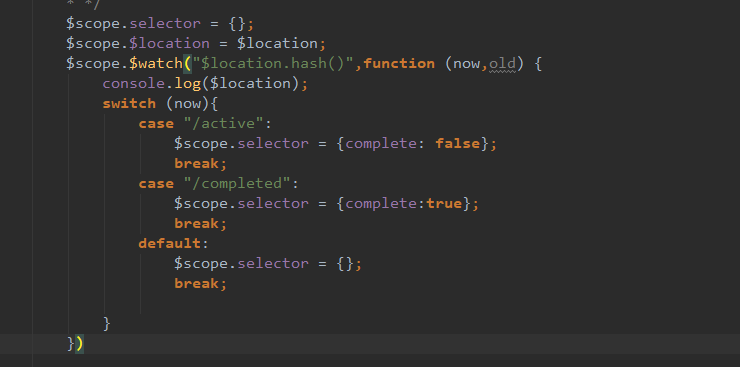 * */
$scope.selector = {};
$scope.$location = $location;
$scope.$watch("$location.hash()",function (now,old) {
    console.log($location);
    switch (now){
        case "/active":
            $scope.selector = {complete: false};
            break;
        case "/completed":
            $scope.selector = {complete:true};
            break;
        default:
            $scope.selector = {};
            break;

    }
})